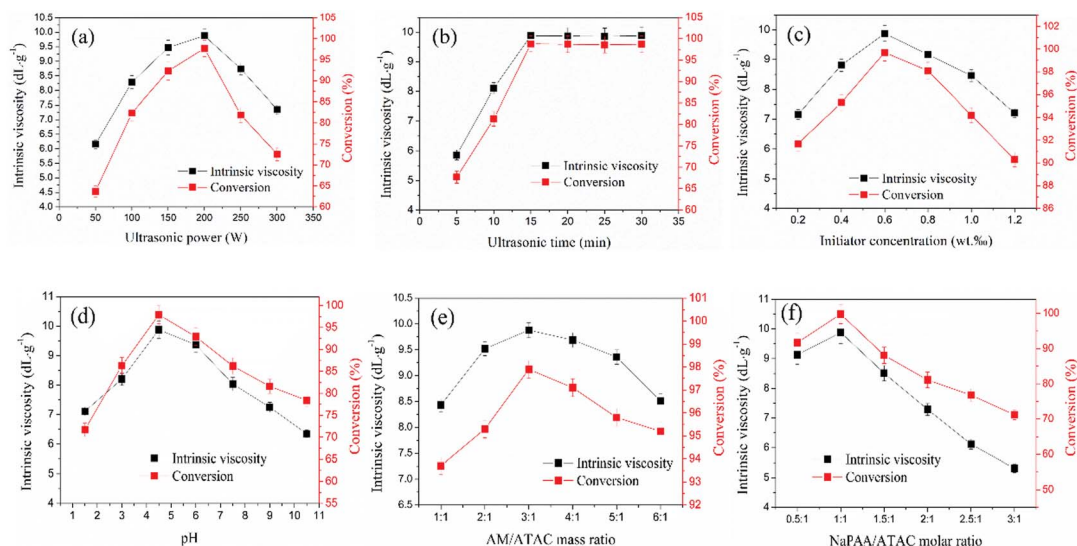 (a)
Intrinsic viscosity (dL·g⁻¹)
10.5
10.0
9.5
9.0
8.5
8.0
7.5
7.0
6.5
6.0
5.5
5.0
4.5
4.0
Intrinsic viscosity
Conversion
0 50 100 150 200 250 300 350
Ultrasonic power (W)
105
100
95
90
85
80
75
70
65
60
Conversion (%)
(b)
Intrinsic viscosity (dL·g⁻¹)
10
9
8
7
6
5
4
Intrinsic viscosity
Conversion
0 5 10 15 20 25 30 35
Ultrasonic time (min)
105
100
95
90
85
80
75
70
65
60
Conversion (%)
(c)
Intrinsic viscosity (dL·g⁻¹)
10
9
8
7
6
5
4
Intrinsic viscosity
Conversion
0.2 0.4 0.6 0.8 1.0 1.2
Initiator concentration (wt.‰)
102
100
98
96
94
92
90
88
86
Conversion (%)
(d)
Intrinsic viscosity (dL·g⁻¹)
11
10
9
8
7
6
5
4
Intrinsic viscosity
Conversion
1 2 3 4 5 6 7 8 9 10 11
pH
100
95
90
85
80
75
70
65
60
55
Conversion (%)
(e)
Intrinsic viscosity (dL·g⁻¹)
10.5
10.0
9.5
9.0
8.5
8.0
7.5
7.0
6.5
Intrinsic viscosity
Conversion
1:1 2:1 3:1 4:1 5:1 6:1
AM/ATAC mass ratio
101
100
99
98
97
96
95
94
93
92
Conversion (%)
(f)
Intrinsic viscosity (dL·g⁻¹)
11
10
9
8
7
6
5
4
Intrinsic viscosity
Conversion
0.5:1 1:1 1.5:1 2:1 2.5:1 3:1
NaPAA/ATAC molar ratio
100
90
80
70
60
50
Conversion (%)